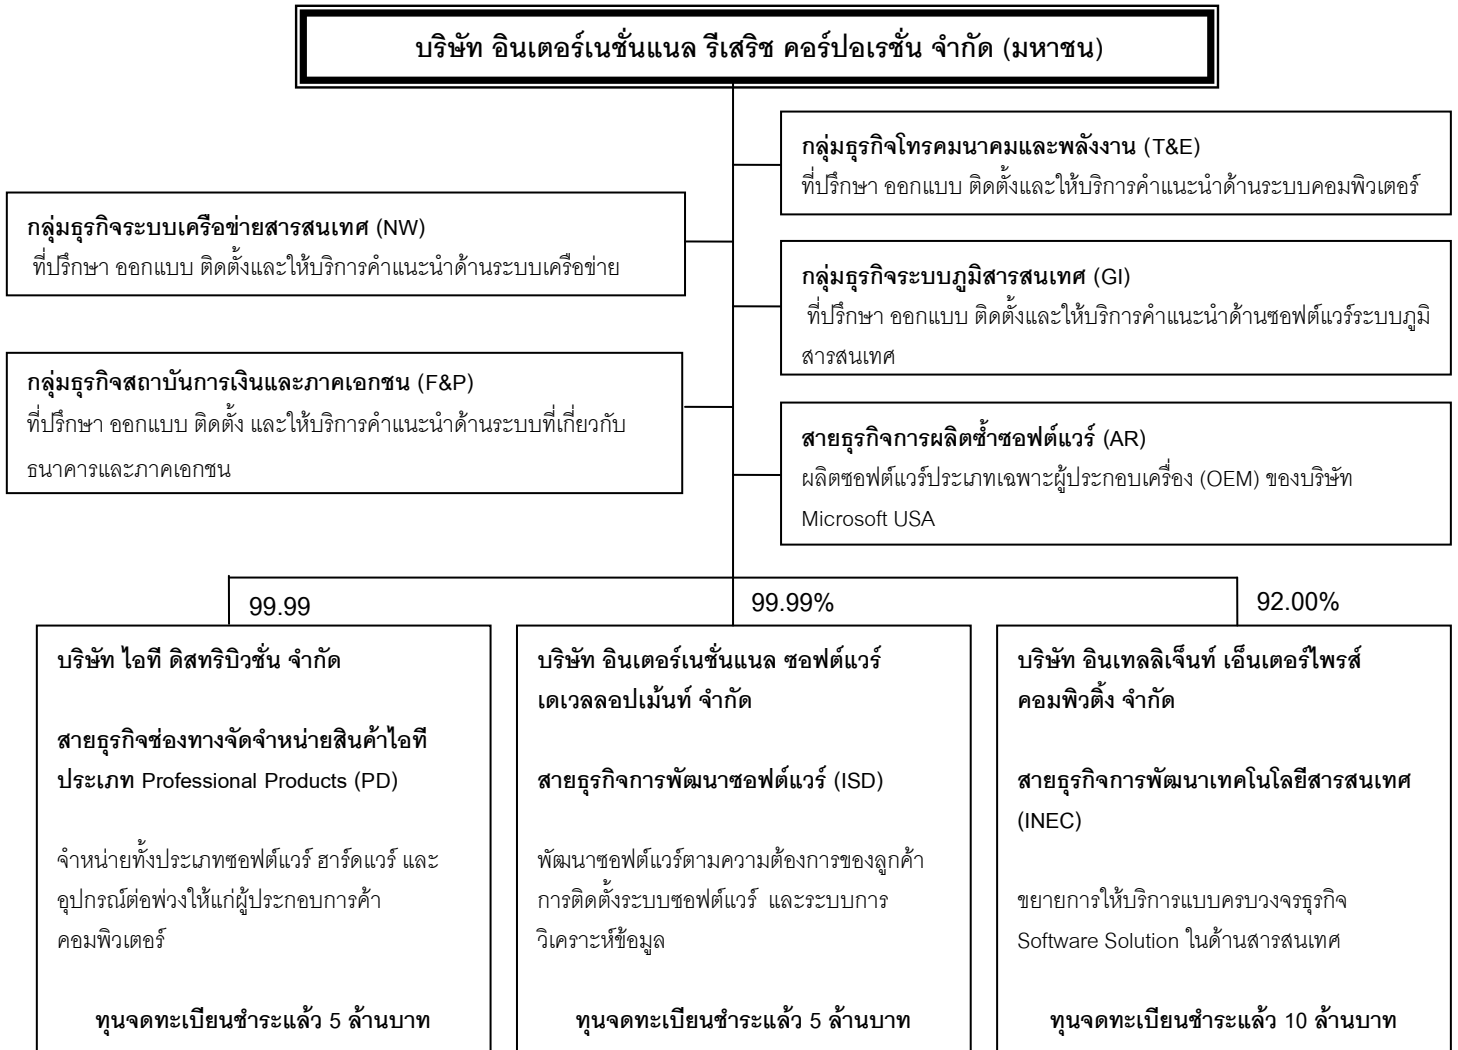 บริษัท อินเตอร์เนชั่นแนล รีเสริช คอร์ปอเรชั่น จำกัด (มหาชน)
กลุ่มธุรกิจโทรคมนาคมและพลังงาน (T&E)
ที่ปรึกษา ออกแบบ ติดตั้งและให้บริการคำแนะนำด้านระบบคอมพิวเตอร์
กลุ่มธุรกิจระบบเครือข่ายสารสนเทศ (NW)
ที่ปรึกษา ออกแบบ ติดตั้งและให้บริการคำแนะนำด้านระบบเครือข่าย
กลุ่มธุรกิจระบบภูมิสารสนเทศ (GI)
ที่ปรึกษา ออกแบบ ติดตั้งและให้บริการคำแนะนำด้านซอฟต์แวร์ระบบภูมิ
สารสนเทศ
กลุ่มธุรกิจสถาบันการเงินและภาคเอกชน (F&P)
ที่ปรึกษา ออกแบบ ติดตั้ง และให้บริการคำแนะนำด้านระบบที่เกี่ยวกับ
ธนาคารและภาคเอกชน
สายธุรกิจการผลิตซ้ำซอฟต์แวร์ (AR)
ผลิตซอฟต์แวร์ประเภทเฉพาะผู้ประกอบเครื่อง (OEM) ของบริษัท
Microsoft USA
99.99
บริษัท ไอที ดิสทริบิวชั่น จำกัด
สายธุรกิจช่องทางจัดจำหน่ายสินค้าไอที
ประเภท Professional Products (PD)
จำหน่ายทั้งประเภทซอฟต์แวร์ ฮาร์ดแวร์ และ
อุปกรณ์ต่อพ่วงให้แก่ผู้ประกอบการค้า
คอมพิวเตอร์
ทุนจดทะเบียนชำระแล้ว 5 ล้านบาท
99.99%
บริษัท อินเตอร์เนชั่นแนล ซอฟต์แวร์
เดเวลลอปเม้นท์ จำกัด
สายธุรกิจการพัฒนาซอฟต์แวร์ (ISD)
พัฒนาซอฟต์แวร์ตามความต้องการของลูกค้า
การติดตั้งระบบซอฟต์แวร์ และระบบการ
วิเคราะห์ข้อมูล
ทุนจดทะเบียนชำระแล้ว 5 ล้านบาท
92.00%
บริษัท อินเทลลิเจ็นท์ เอ็นเตอร์ไพรส์
คอมพิวติ้ง จำกัด
สายธุรกิจการพัฒนาเทคโนโลยีสารสนเทศ
(INEC)
ขยายการให้บริการแบบครบวงจรธุรกิจ
Software Solution ในด้านสารสนเทศ
ทุนจดทะเบียนชำระแล้ว 10 ล้านบาท